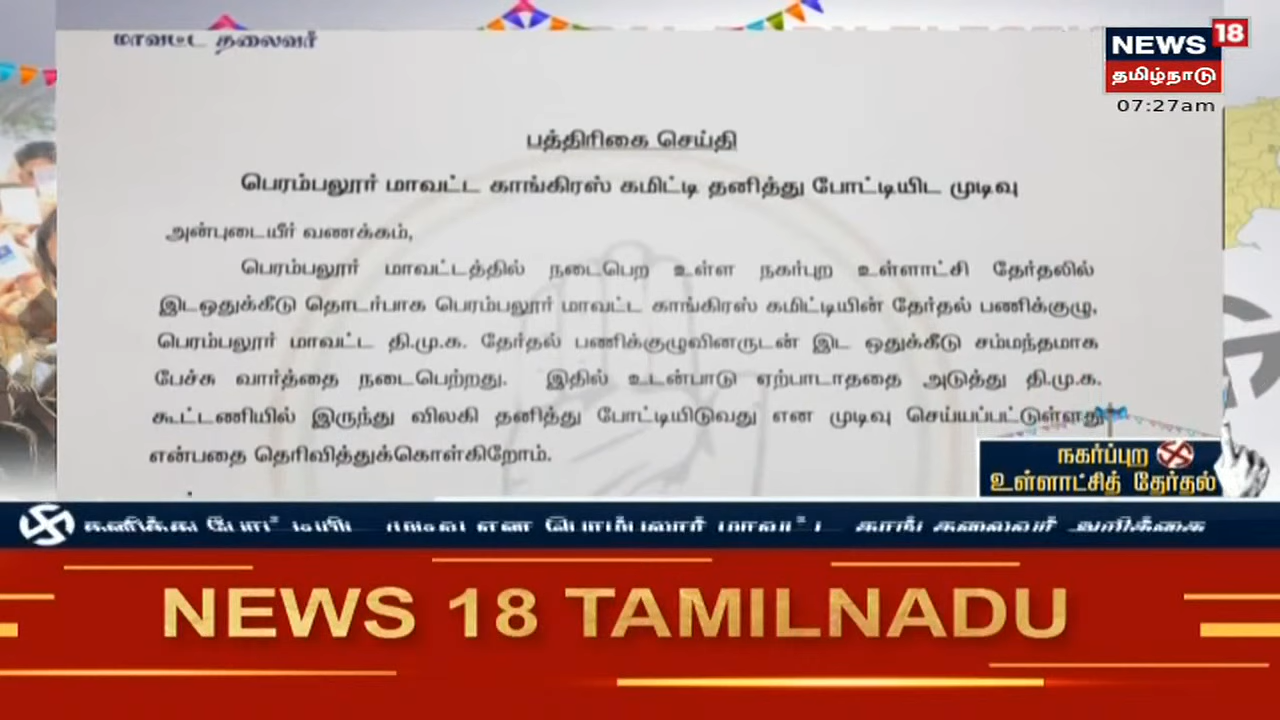 மாவட்ட தலைவர்
NEWS 18
தமிழ்நாடு
07:27am
பத்திரிகை செய்தி
பெரம்பலூர் மாவட்ட காங்கிரஸ் கமிட்டி தனித்து போட்டியிட முடிவு
அன்புடையீர் வணக்கம்,
பெரம்பலூர் மாவட்டத்தில் நடைபெற உள்ள நகர்புற உள்ளாட்சி தேர்தலில்
இடஒதுக்கீடு தொடர்பாக பெரம்பலூர் மாவட்ட காங்கிரஸ் கமிட்டியின் தேர்தல் பணிக்குழு,
பெரம்பலூர் மாவட்ட தி.மு.க. தேர்தல் பணிக்குழுவினருடன் இட ஒதுக்கீடு சம்மந்தமாக
பேச்சு வார்த்தை நடைபெற்றது. இதில் உடன்பாடு ஏற்பாடாததை அடுத்து தி.மு.க.
கூட்டணியில் இருந்து விலகி தனித்து போட்டியிடுவது என முடிவு செய்யப்பட்டுள்ளது
என்பதை தெரிவித்துக்கொள்கிறோம்.
நகர்ப்புற
உள்ளாட்சித் தேர்தல்
NEWS 18 TAMILNADU